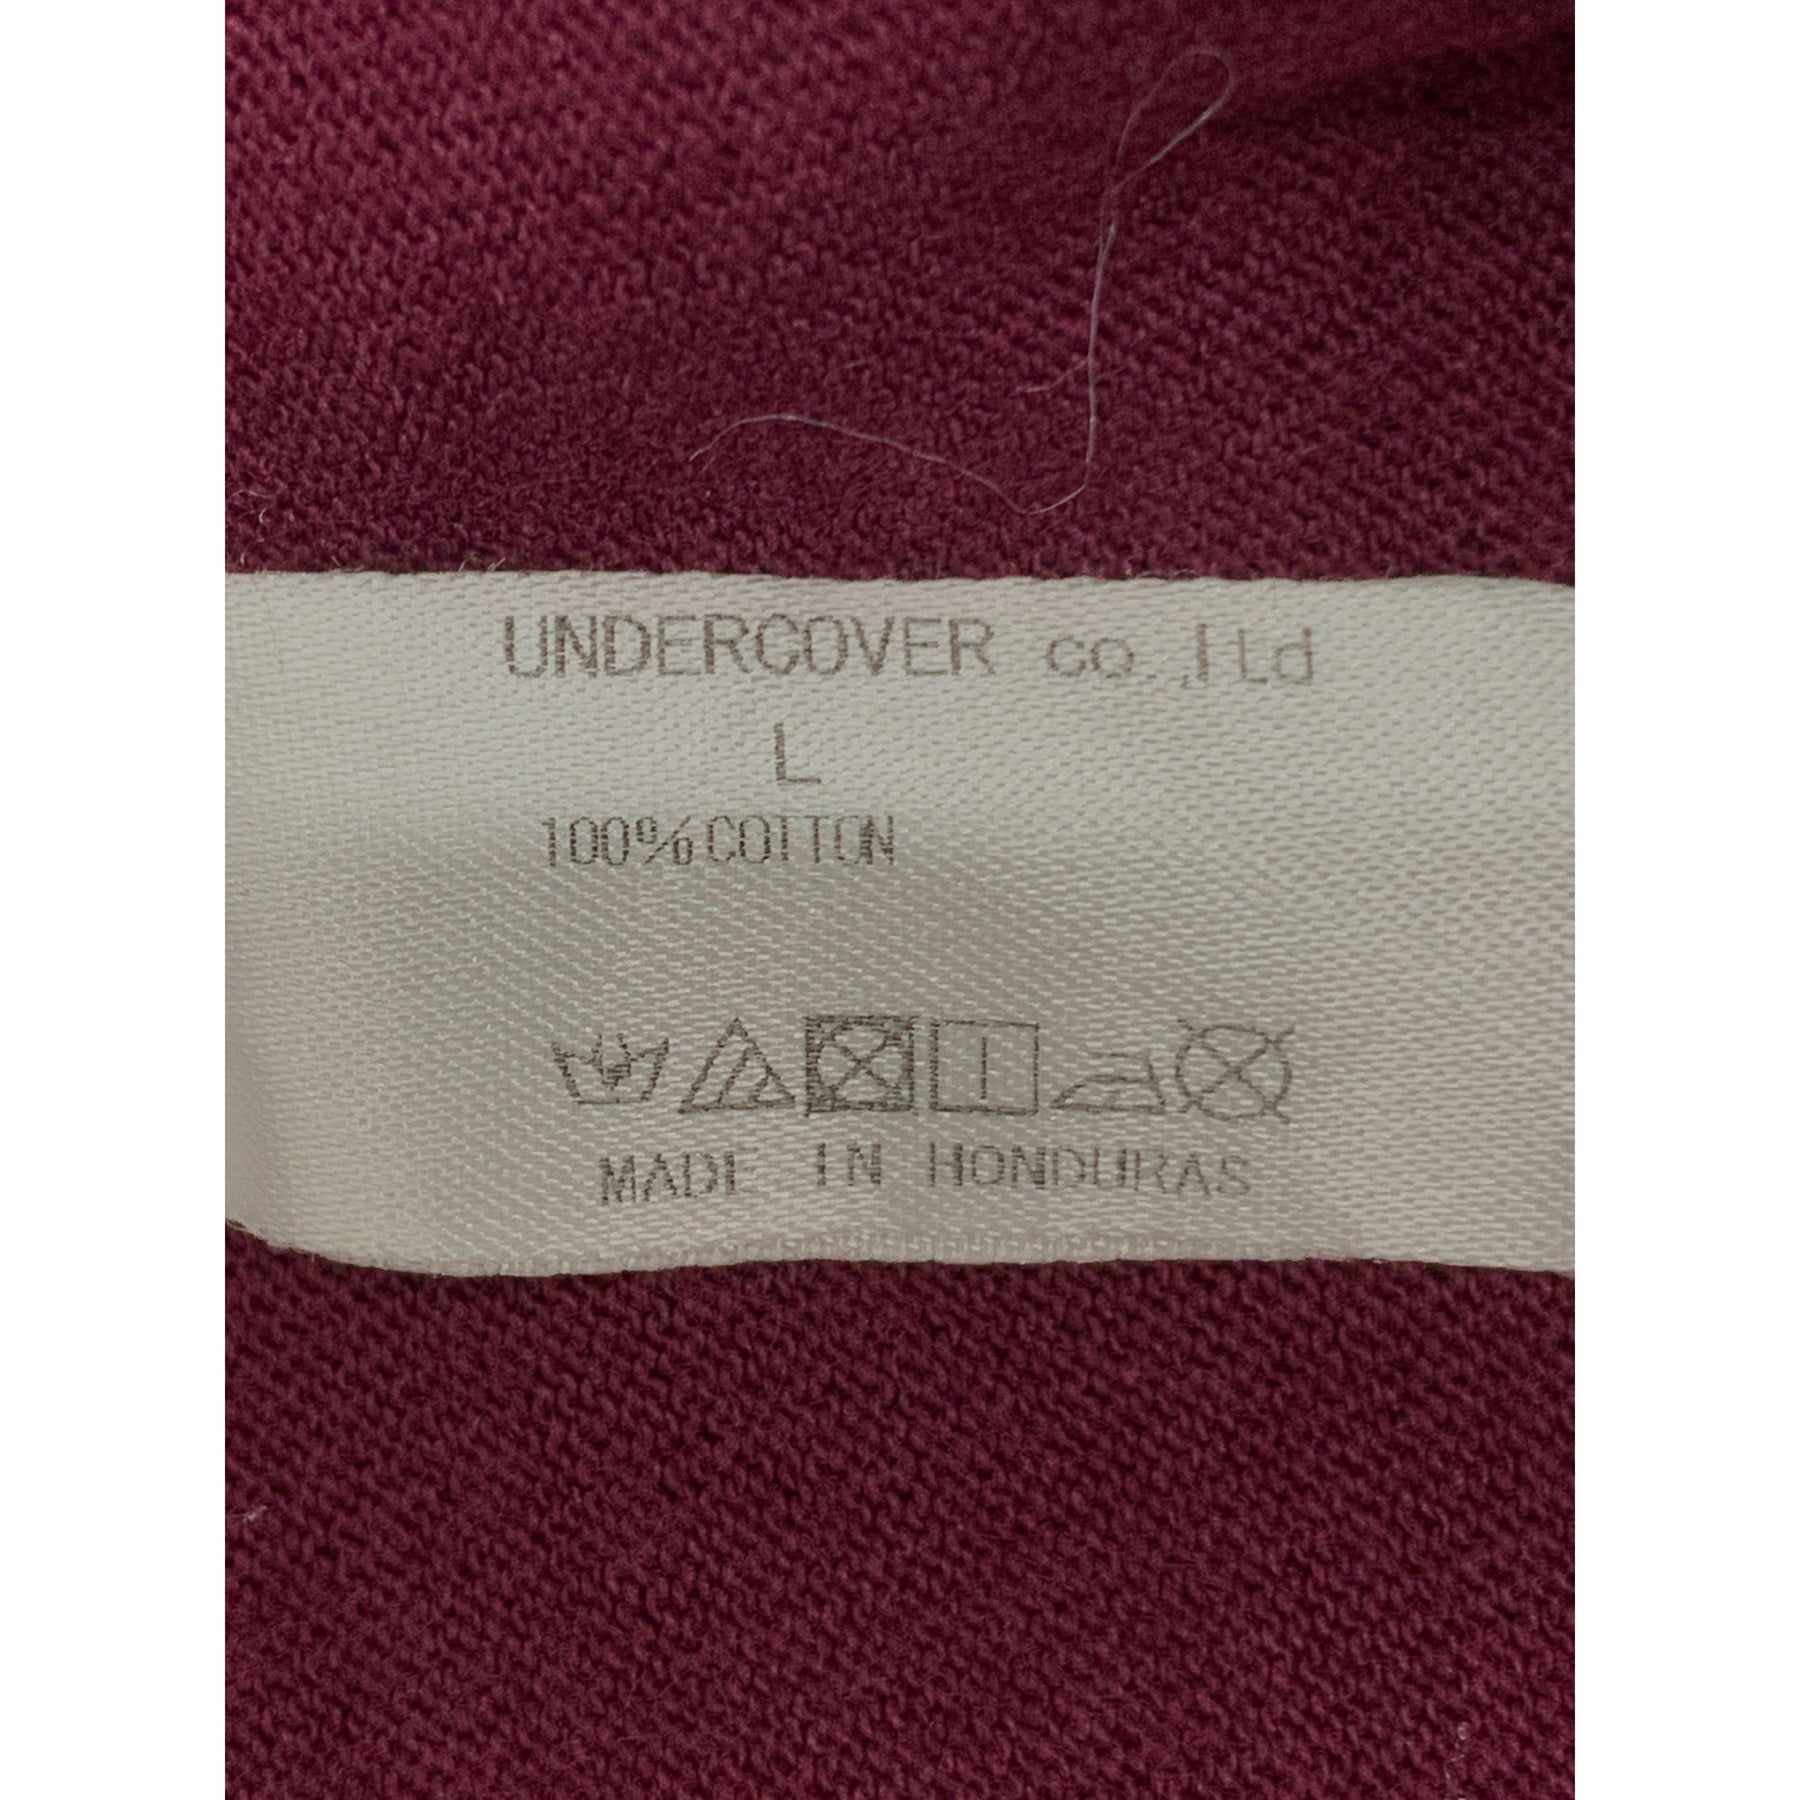 UNDERCOVER co.,Ltd
L
100%COTTON
MADE IN HONDURAS